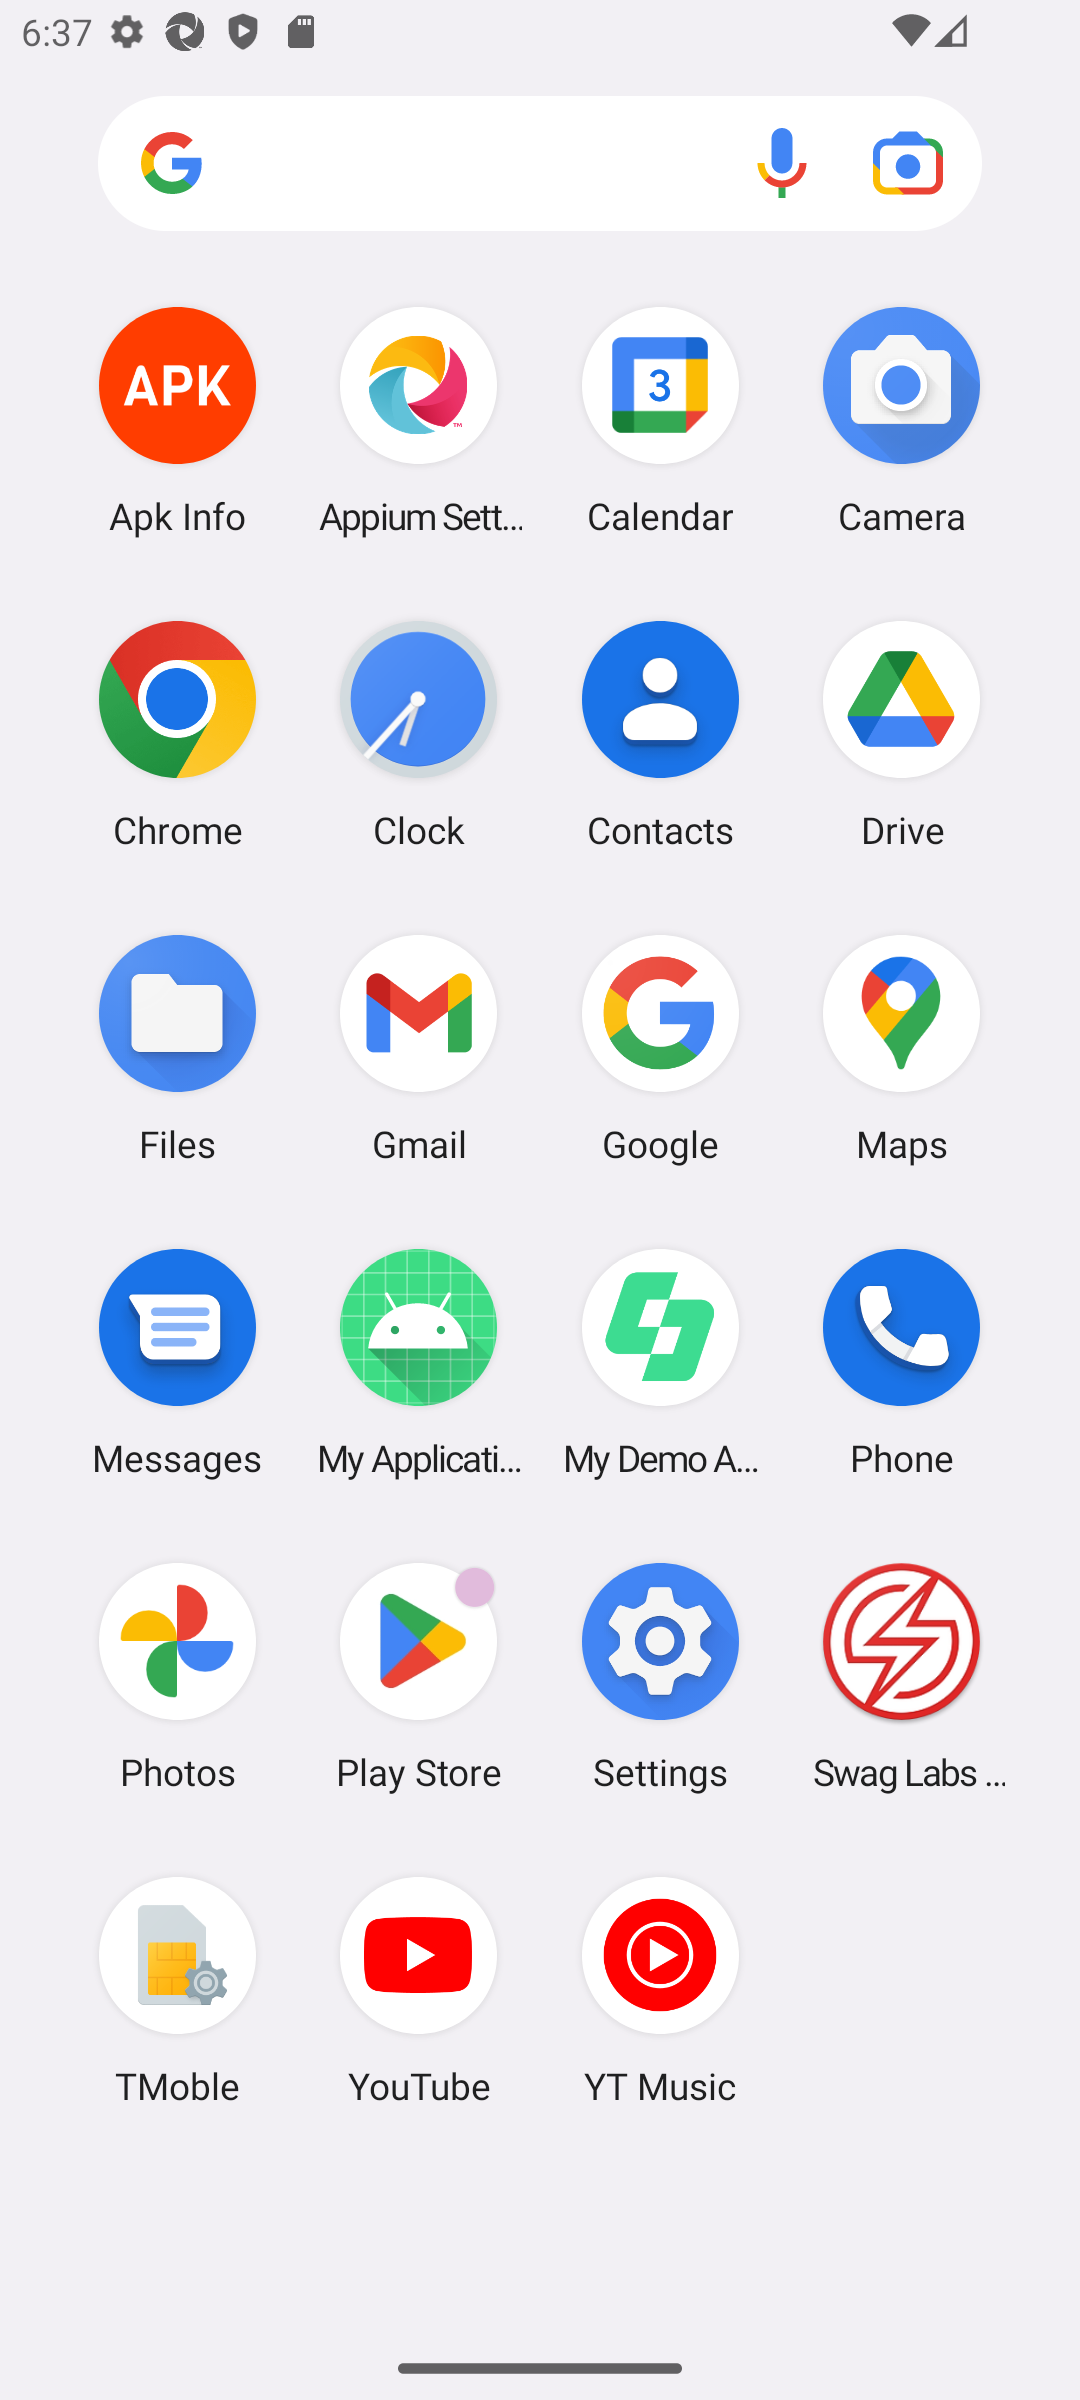 6:37
APK
TM
3
Apk Info
Appium Sett...
Calendar
Camera
Chrome
Clock
Contacts
Drive
Files
Gmail
Google
Maps
Messages
My Applicati...
My Demo A...
Phone
Photos
Play Store
Settings
Swag Labs ...
TMoble
YouTube
YT Music